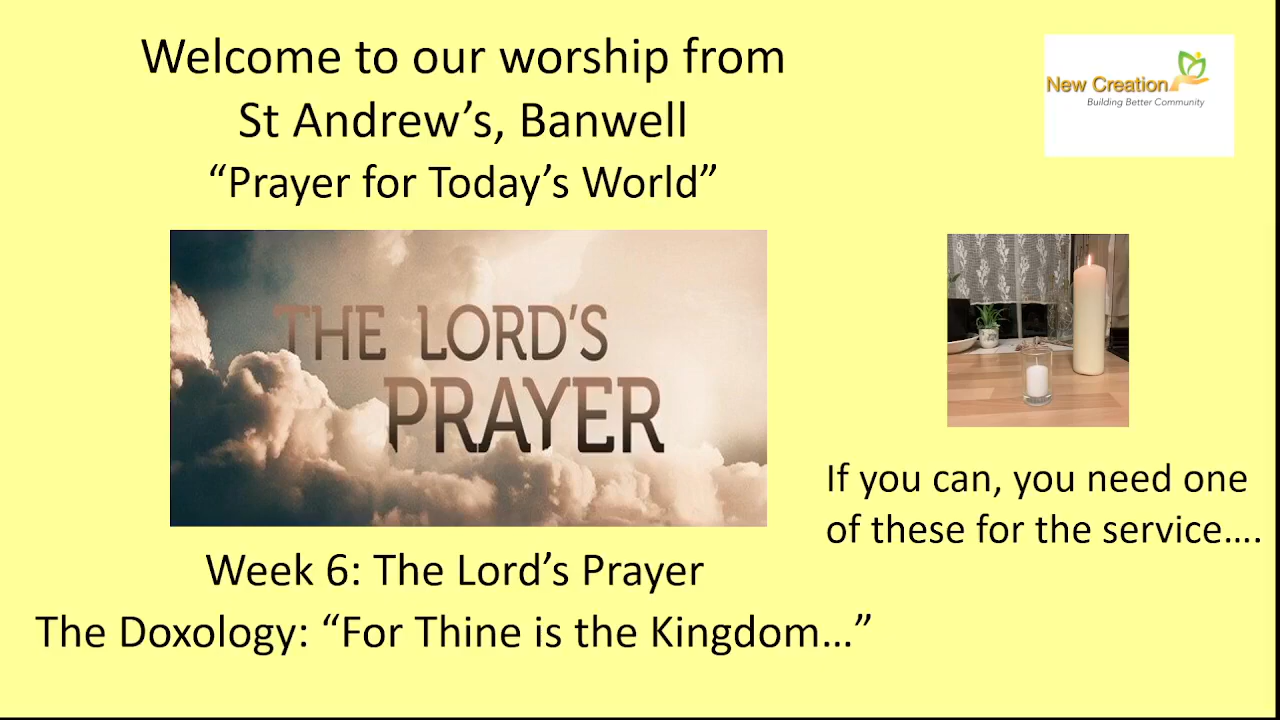 Welcome to our worship from
St Andrew’s, Banwell
“Prayer for Today’s World”
New Creation
Building Better Community
THE LORD'S
PRAYER
If you can, you need one
of these for the service….
Week 6: The Lord’s Prayer
The Doxology: “For Thine is the Kingdom…”